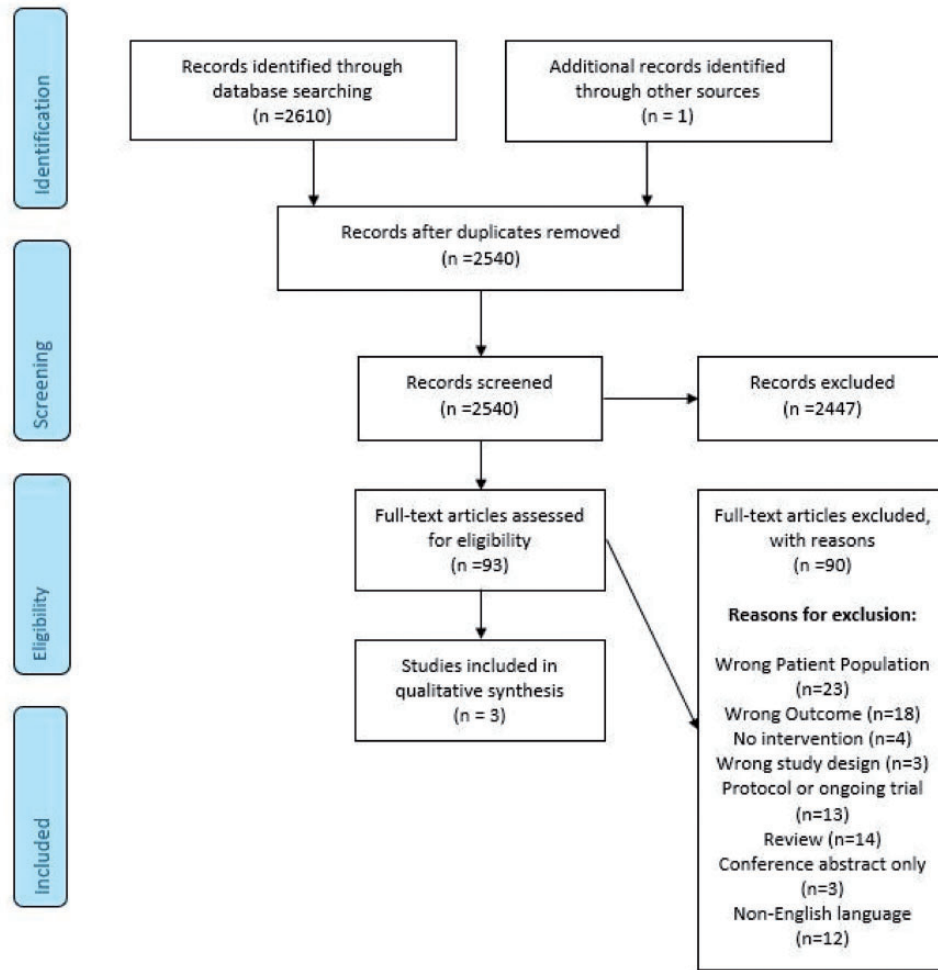 Identification
Records identified through
database searching
(n =2610)
Additional records identified
through other sources
(n = 1)
Records after duplicates removed
(n =2540)
Screening
Records screened
(n =2540)
Records excluded
(n =2447)
Eligibility
Full-text articles assessed
for eligibility
(n =93)
Full-text articles excluded,
with reasons
(n =90)
Reasons for exclusion:
Wrong Patient Population
(n=23)
Wrong Outcome (n=18)
No intervention (n=4)
Wrong study design (n=3)
Protocol or ongoing trial
(n=13)
Review (n=14)
Conference abstract only
(n=3)
Non-English language
(n=12)
Included
Studies included in
qualitative synthesis
(n = 3)